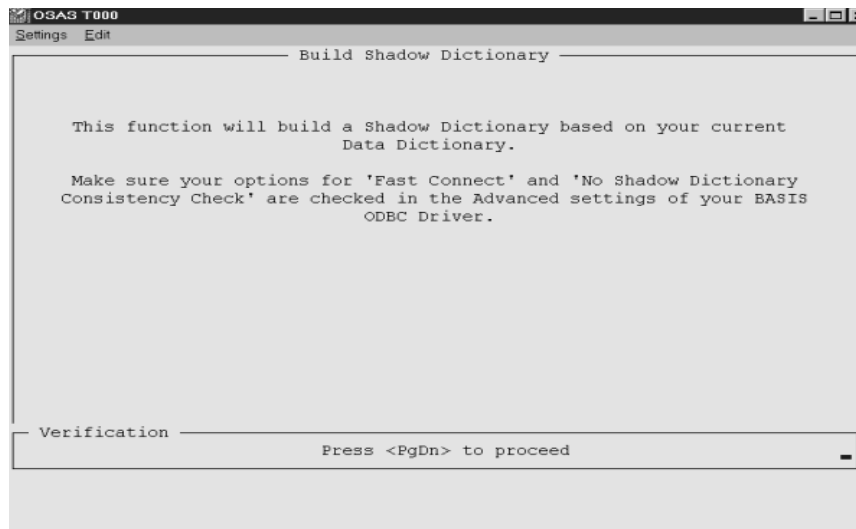 OSAS T000
Settings Edit
Build Shadow Dictionary
This function will build a Shadow Dictionary based on your current
Data Dictionary.
Make sure your options for 'Fast Connect' and 'No Shadow Dictionary
Consistency Check' are checked in the Advanced settings of your BASIS
ODBC Driver.
Verification
Press <PgDn> to proceed